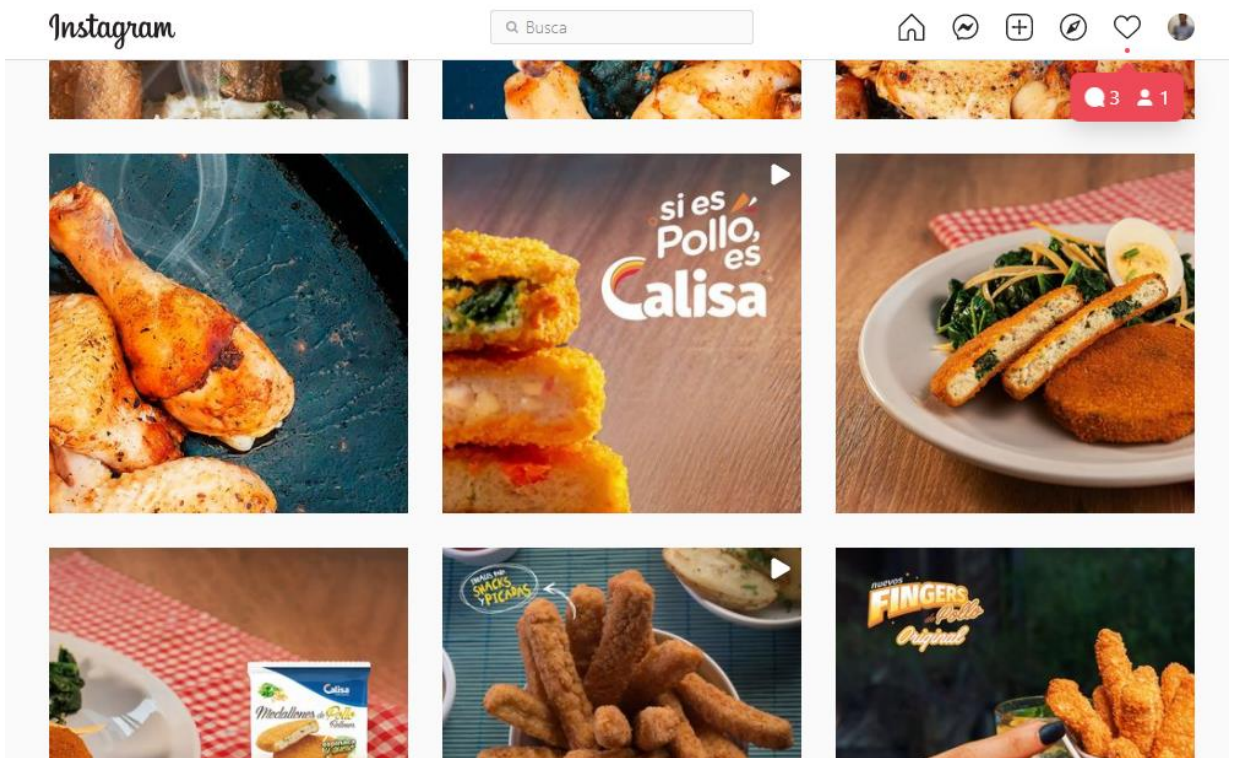 Instagram
Busca
3 1
si es
Pollo,
es
Calisa
SNACKS
Y PICADAS
nuevos
FINGERS
de Pollo
Original
Calisa
Medallones de Pollo